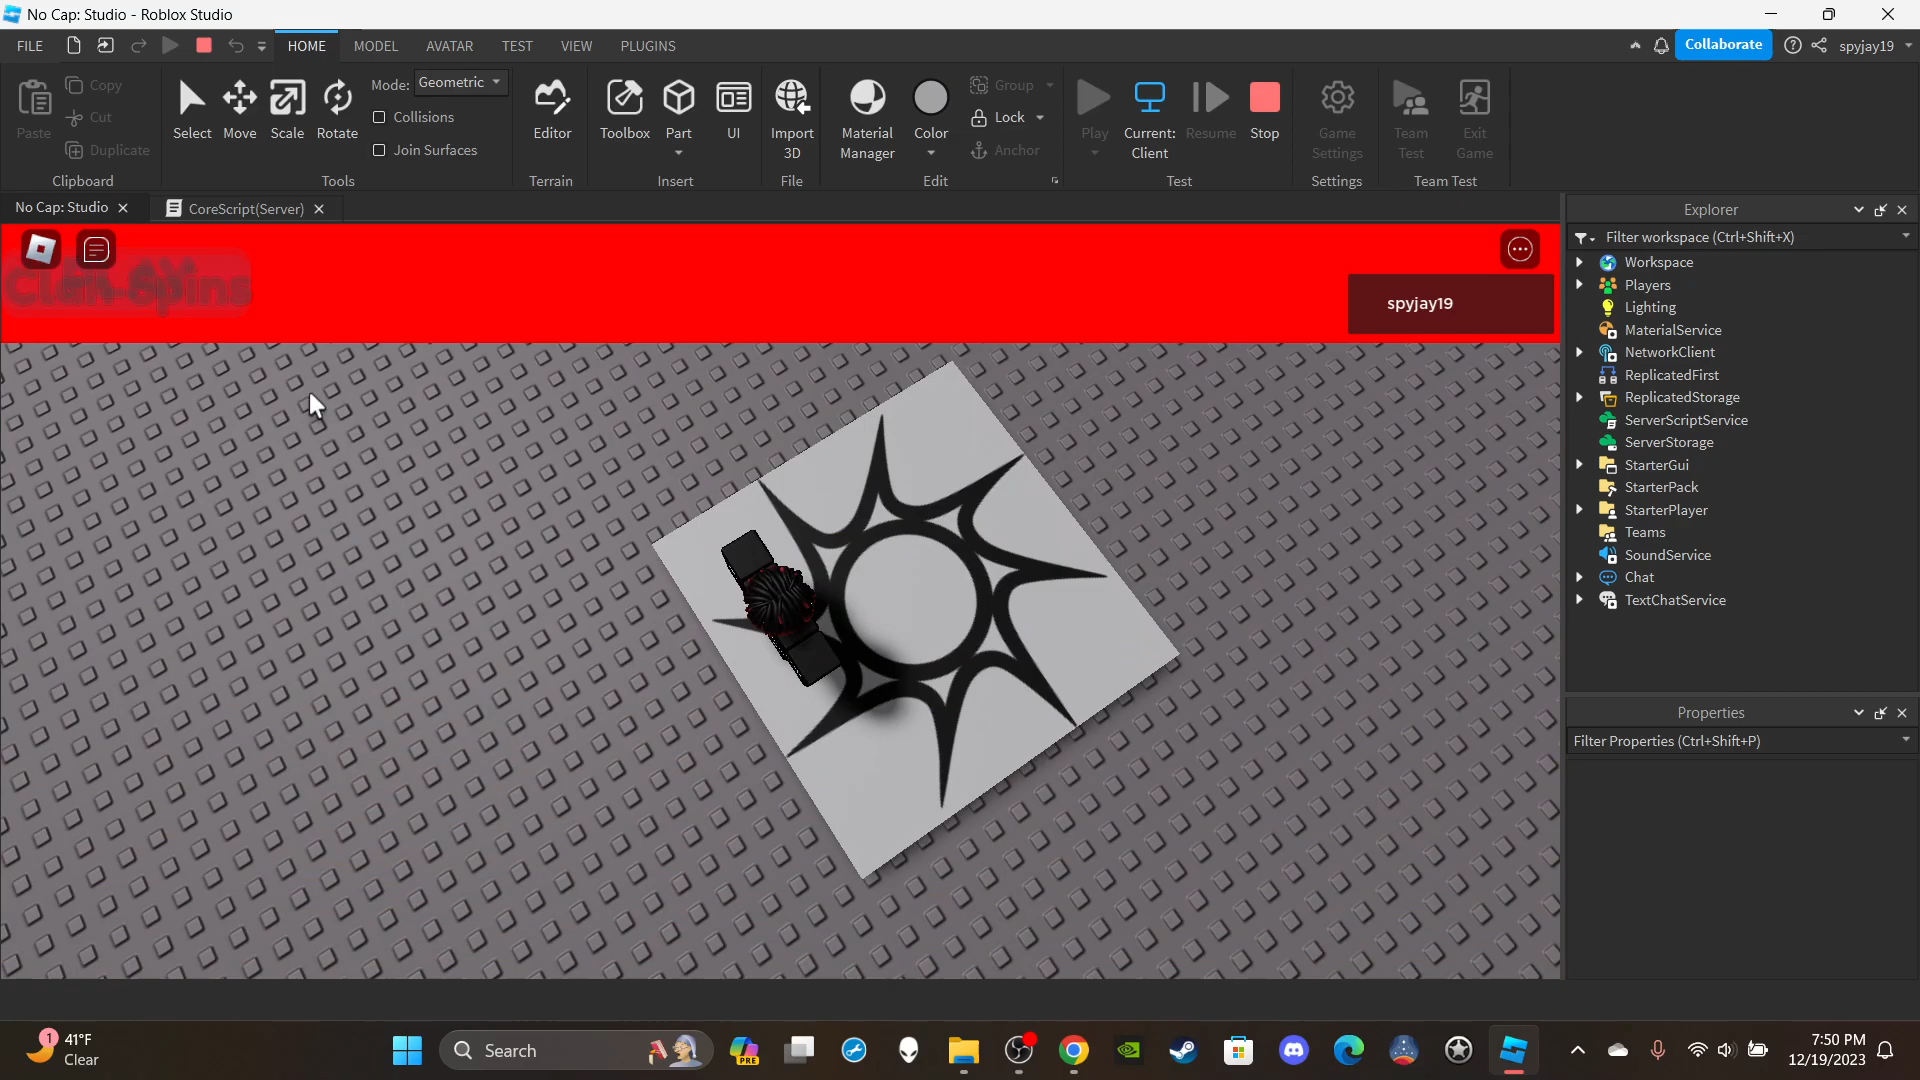 No Cap: Studio - Roblox Studio
FILE HOME MODEL AVATAR TEST VIEW PLUGINS Collaborate spyjay19
Paste Copy Cut Duplicate Clipboard
Select Move Scale Rotate Mode: Geometric Collisions Join Surfaces Tools
Editor Terrain
Toolbox Part UI Insert
Import 3D File
Material Manager Color Group Lock Anchor Edit
Play Current: Client Resume Stop Test
Game Settings Settings
Team Test Exit Game Team Test
No Cap: Studio CoreScript(Server)
spyjay19
Explorer
Filter workspace (Ctrl+Shift+X)
Workspace
Players
Lighting
MaterialService
NetworkClient
ReplicatedFirst
ReplicatedStorage
ServerScriptService
ServerStorage
StarterGui
StarterPack
StarterPlayer
Teams
SoundService
Chat
TextChatService
Properties
Filter Properties (Ctrl+Shift+P)
1
41°F
Clear
Search
PRE
7:50 PM
12/19/2023